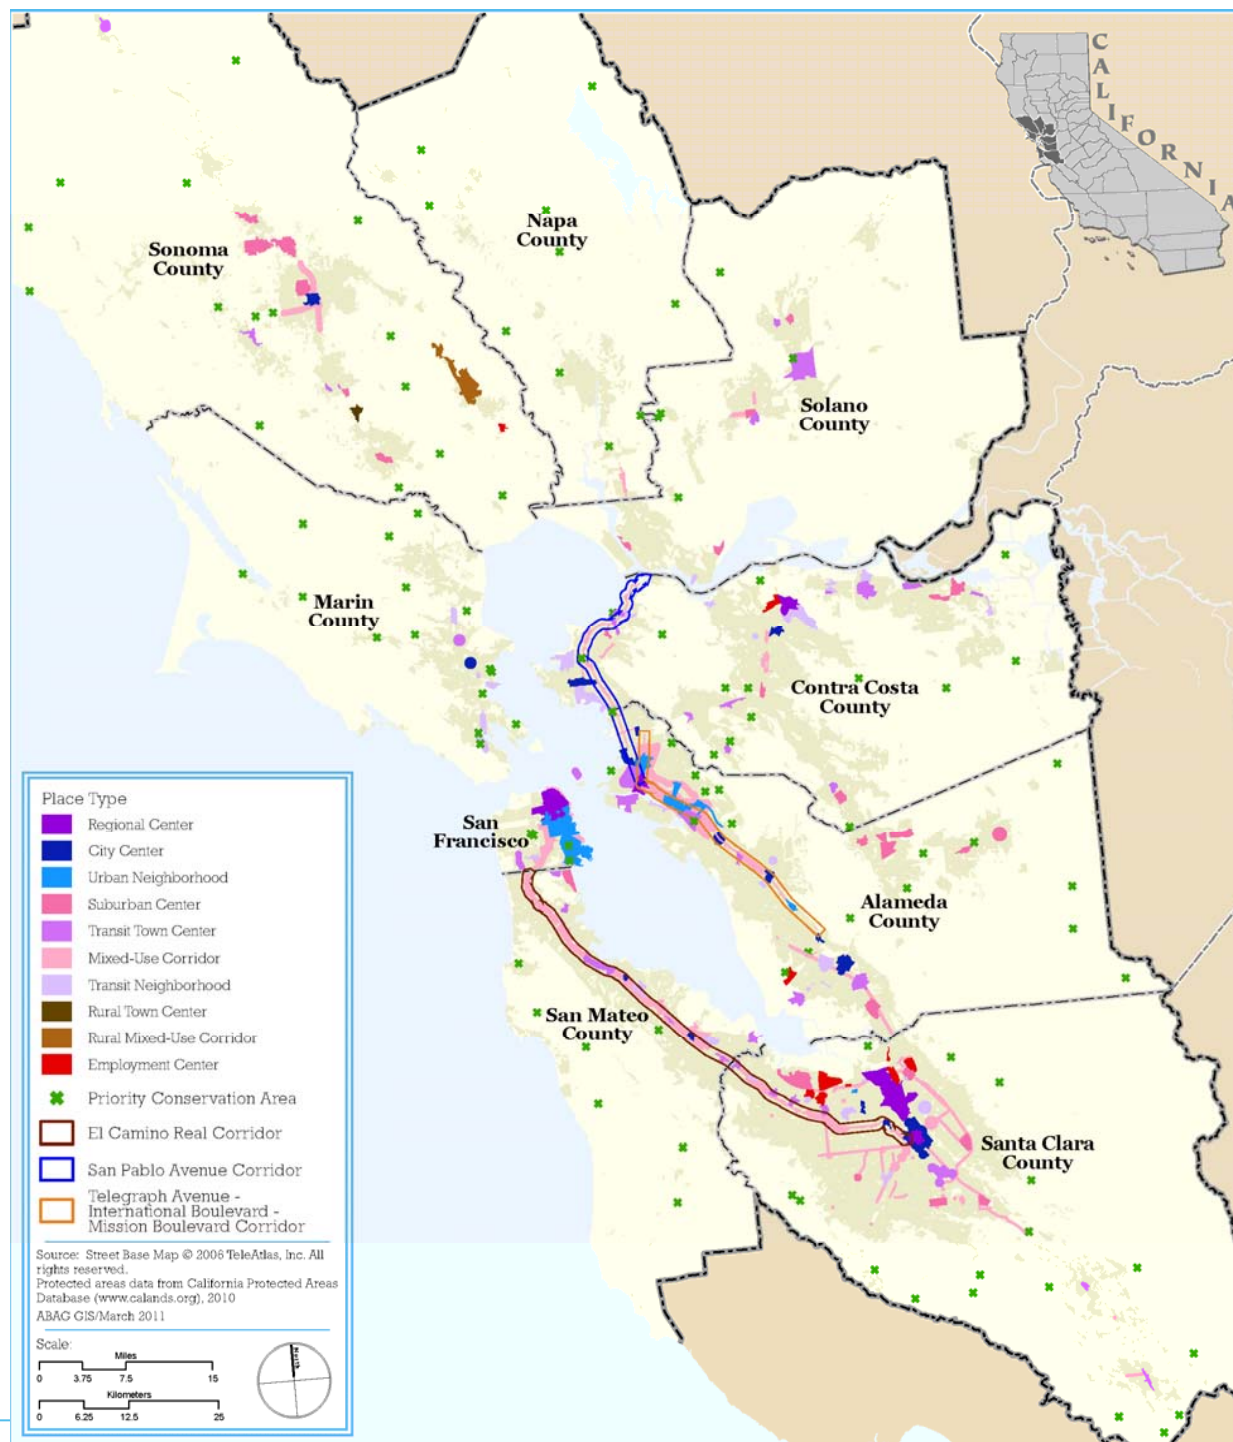 CALIFORNIA
Napa
County
Sonoma
County
Solano
County
Marin
County
Contra Costa
County
San
Francisco
Alameda
County
San Mateo
County
Santa Clara
County
Place Type
Regional Center
City Center
Urban Neighborhood
Suburban Center
Transit Town Center
Mixed-Use Corridor
Transit Neighborhood
Rural Town Center
Rural Mixed-Use Corridor
Employment Center
Priority Conservation Area
El Camino Real Corridor
San Pablo Avenue Corridor
Telegraph Avenue -
International Boulevard -
Mission Boulevard Corridor
Source: Street Base Map © 2006 TeleAtlas, Inc. All
rights reserved.
Protected areas data from California Protected Areas
Database (www.calands.org), 2010
ABAG GIS/March 2011
Scale:
Miles
0 3.75 7.5 15
Kilometers
0 6.25 12.5 25
North